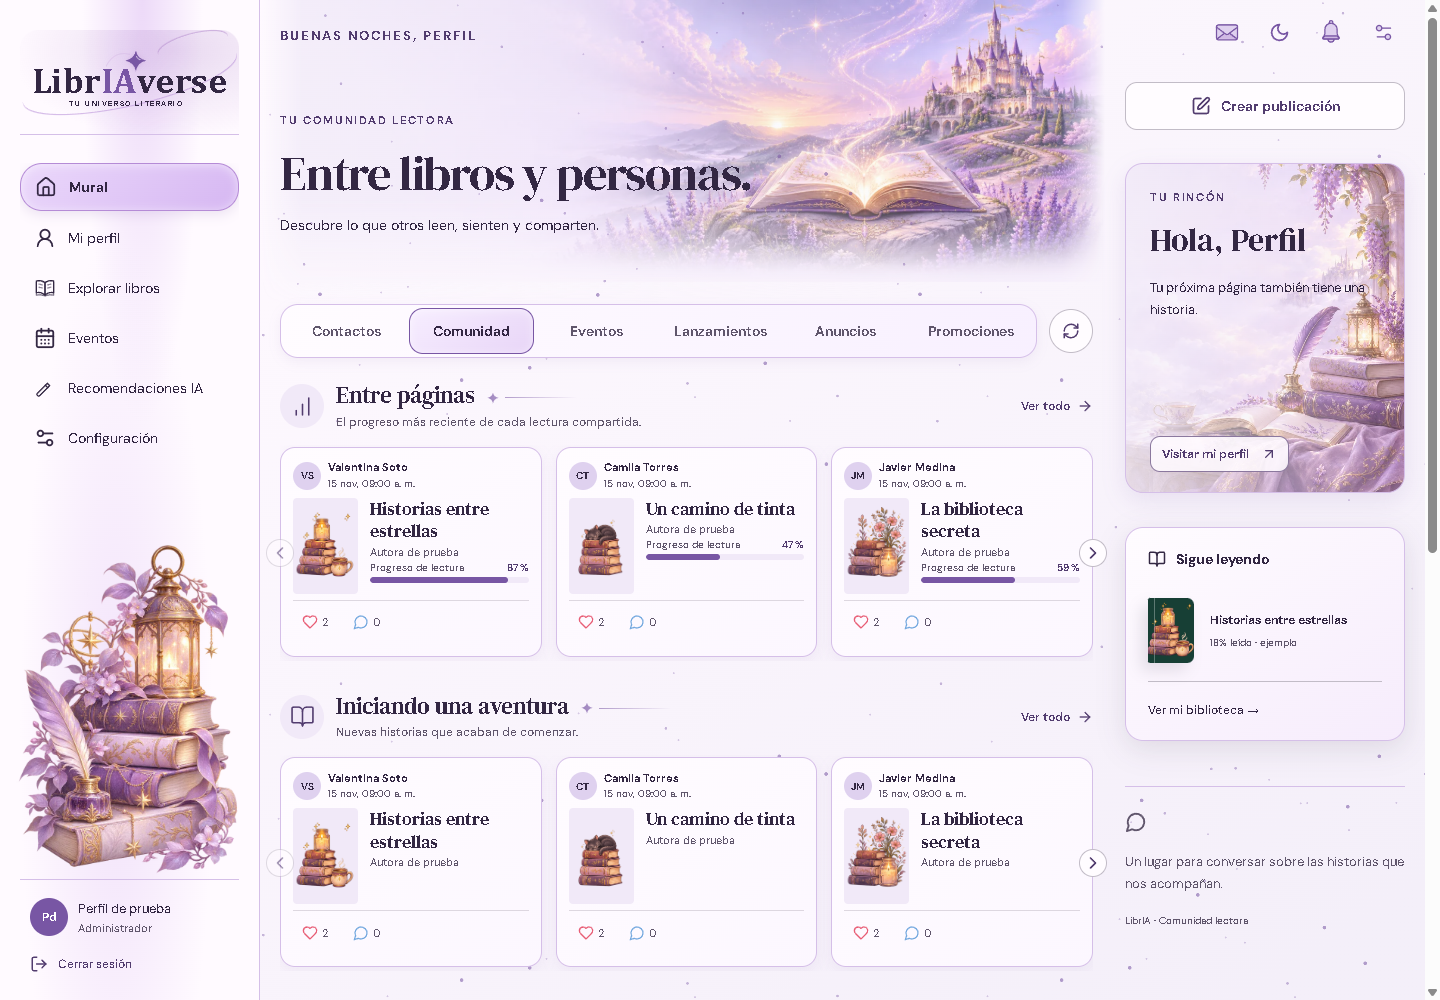 LibrIAverse
TU UNIVERSO LITERARIO
Mural
Mi perfil
Explorar libros
Eventos
Recomendaciones IA
Configuración
Perfil de prueba
Pd
Administrador
Cerrar sesión
BUENAS NOCHES, PERFIL
TU COMUNIDAD LECTORA
Entre libros y personas.
Descubre lo que otros leen, sienten y comparten.
Contactos
Comunidad
Eventos
Lanzamientos
Anuncios
Promociones
Entre páginas
El progreso más reciente de cada lectura compartida.
Ver todo
VS
Valentina Soto
15 nov, 09:00 a. m.
Historias entre
estrellas
Autora de prueba
Progreso de lectura 87 %
2 0
CT
Camila Torres
15 nov, 09:00 a. m.
Un camino de tinta
Autora de prueba
Progreso de lectura 47 %
2 0
JM
Javier Medina
15 nov, 09:00 a. m.
La biblioteca
secreta
Autora de prueba
Progreso de lectura 59 %
2 0
Iniciando una aventura
Nuevas historias que acaban de comenzar.
Ver todo
VS
Valentina Soto
15 nov, 09:00 a. m.
Historias entre
estrellas
Autora de prueba
2 0
CT
Camila Torres
15 nov, 09:00 a. m.
Un camino de tinta
Autora de prueba
2 0
JM
Javier Medina
15 nov, 09:00 a. m.
La biblioteca
secreta
Autora de prueba
2 0
Crear publicación
TU RINCÓN
Hola, Perfil
Tu próxima página también tiene una
historia.
Visitar mi perfil
Sigue leyendo
Historias entre estrellas
18% leído · ejemplo
Ver mi biblioteca →
Un lugar para conversar sobre las historias que
nos acompañan.
LibrIA · Comunidad lectora